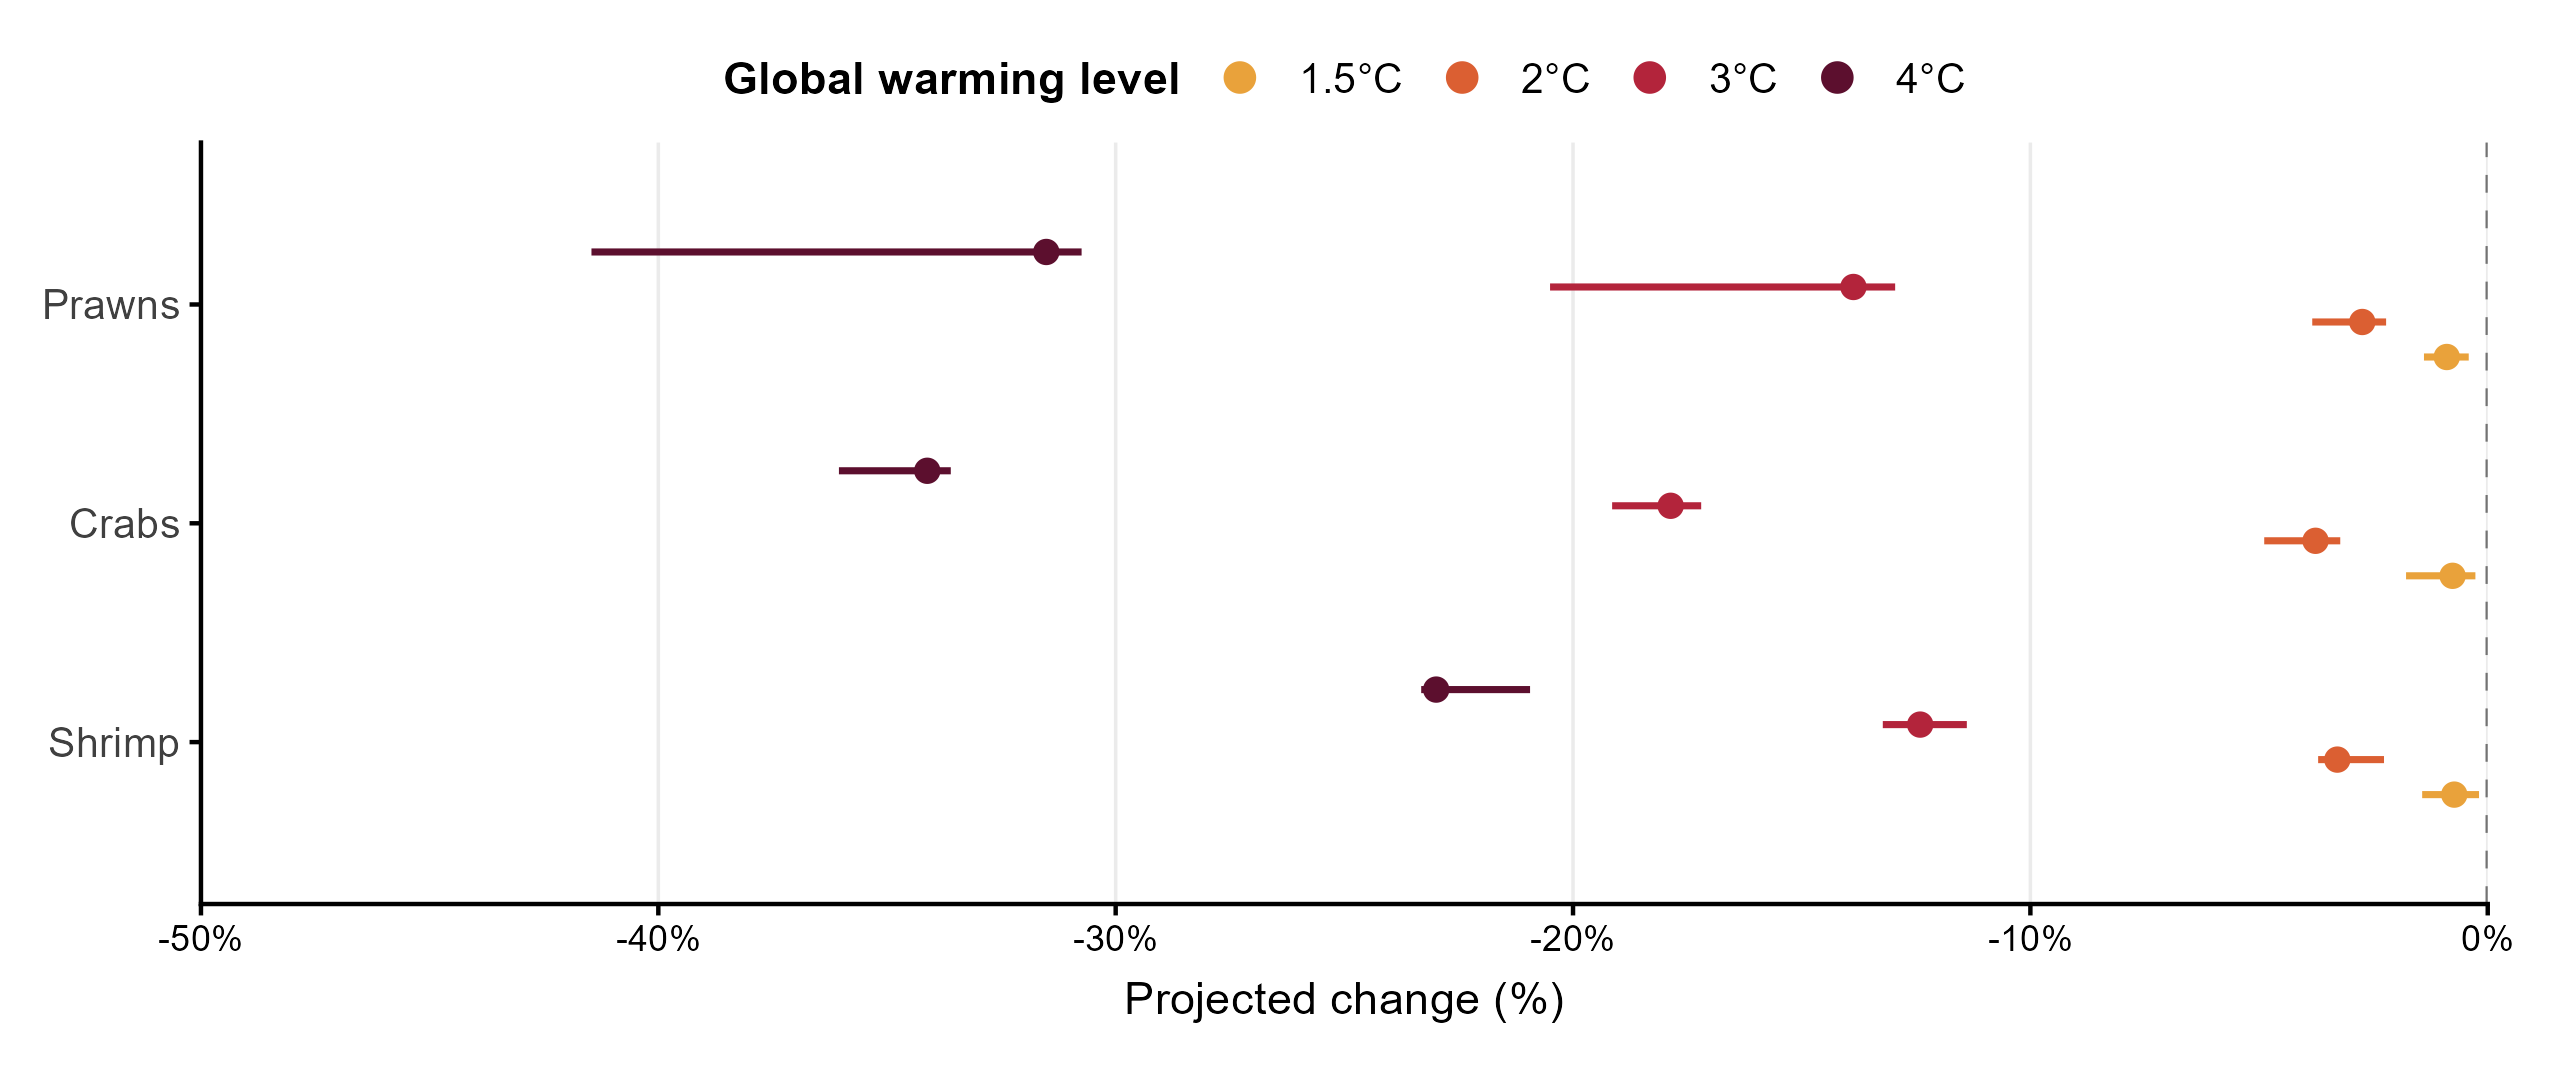 Global warming level 1.5°C 2°C 3°C 4°C
Prawns
Crabs
Shrimp
-50% -40% -30% -20% -10% 0%
Projected change (%)